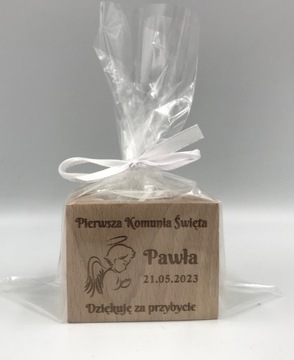 Pierwsza Komunia Święta
Pawła
21.05.2023
Dziękuję za przybycie